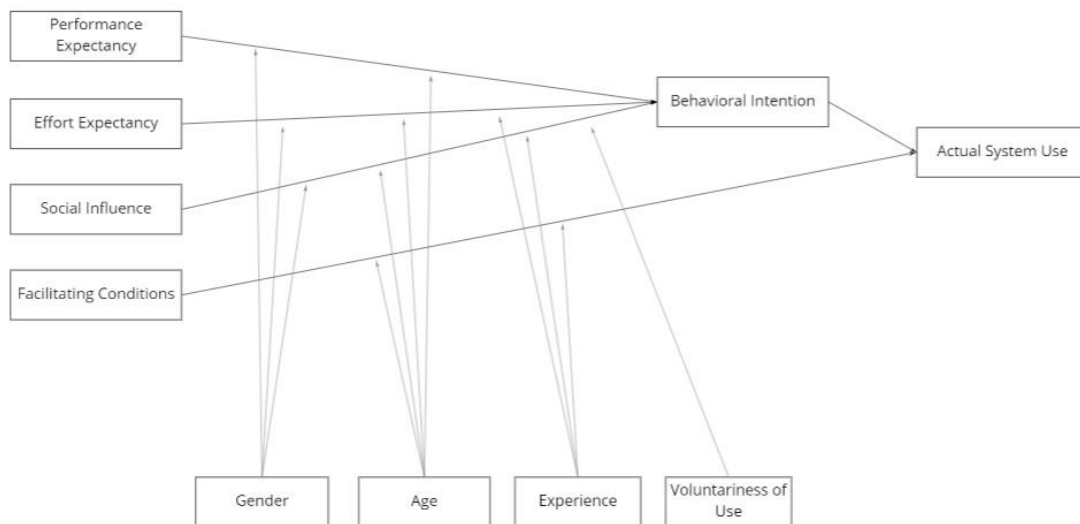 Performance
Expectancy
Effort Expectancy
Social Influence
Facilitating Conditions
Behavioral Intention
Actual System Use
Gender
Age
Experience
Voluntariness of
Use